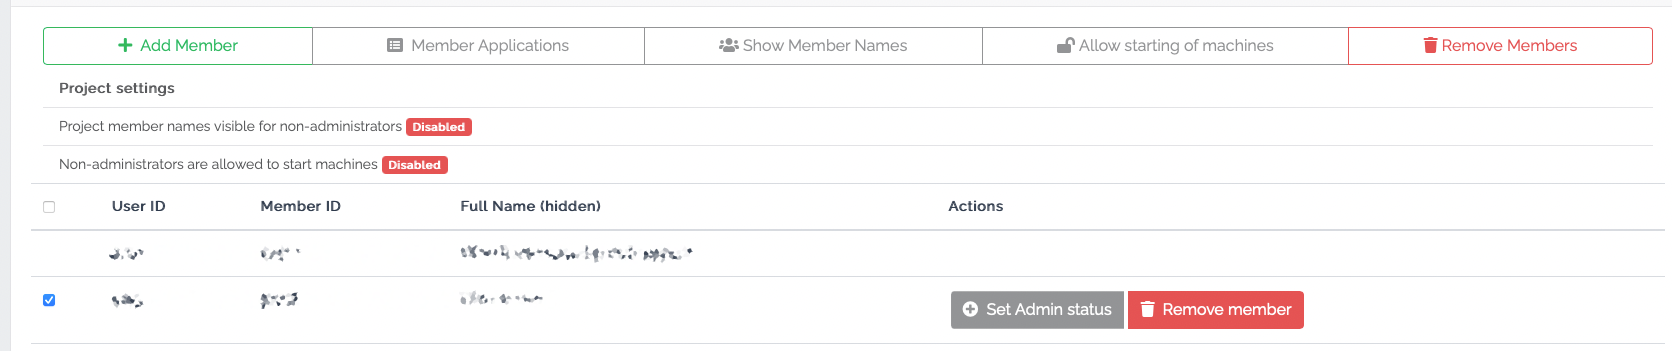 Add Member Member Applications Show Member Names Allow starting of machines Remove Members
Project settings
Project member names visible for non-administrators Disabled
Non-administrators are allowed to start machines Disabled
User ID Member ID Full Name (hidden) Actions
Set Admin status Remove member